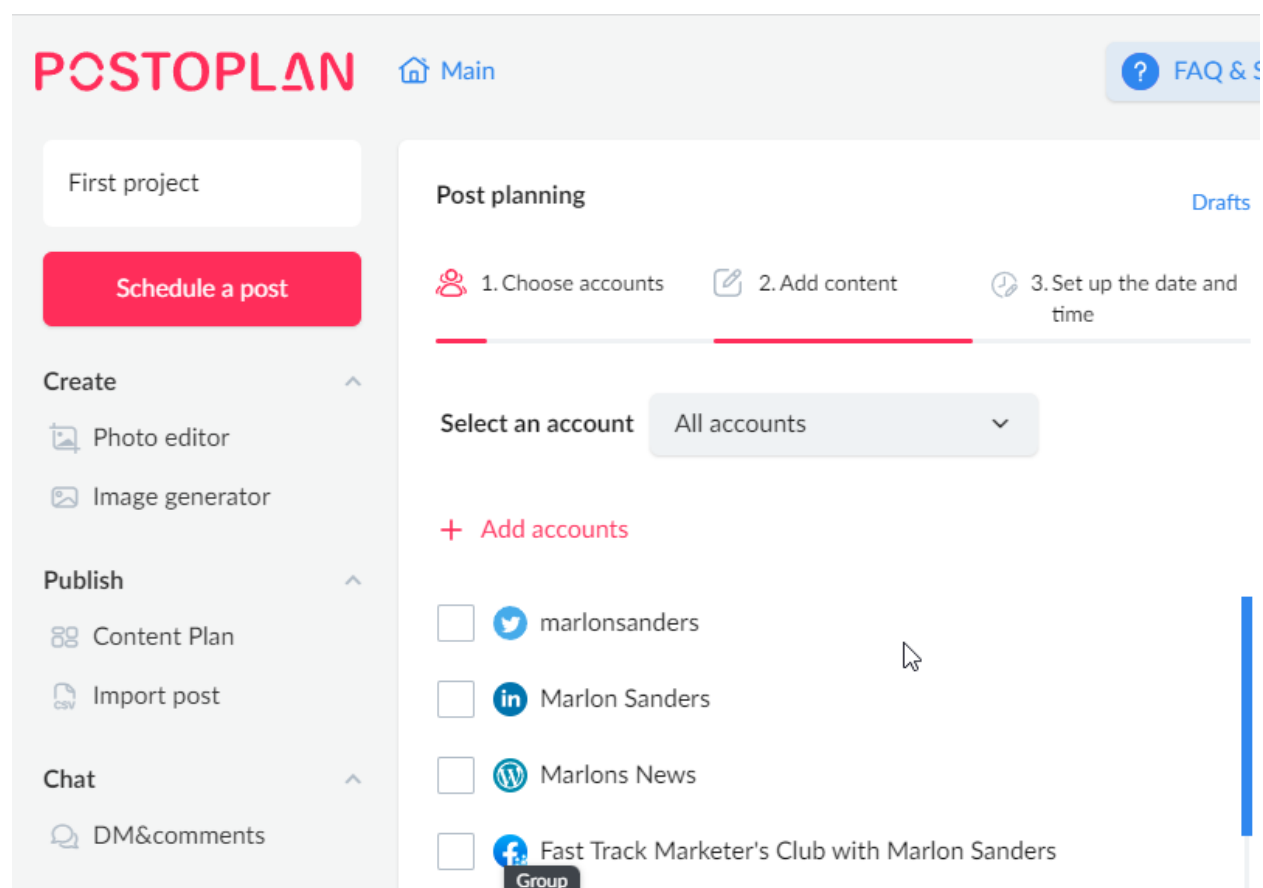 POSTOPLAN
Main
? FAQ &
First project
Schedule a post
Create
Photo editor
Image generator
Publish
Content Plan
CSV
Import post
Chat
DM&comments
Post planning
Drafts
1. Choose accounts
2. Add content
3. Set up the date and
time
Select an account
All accounts
+ Add accounts
marlonsanders
in Marlon Sanders
Marlons News
Fast Track Marketer's Club with Marlon Sanders
Group